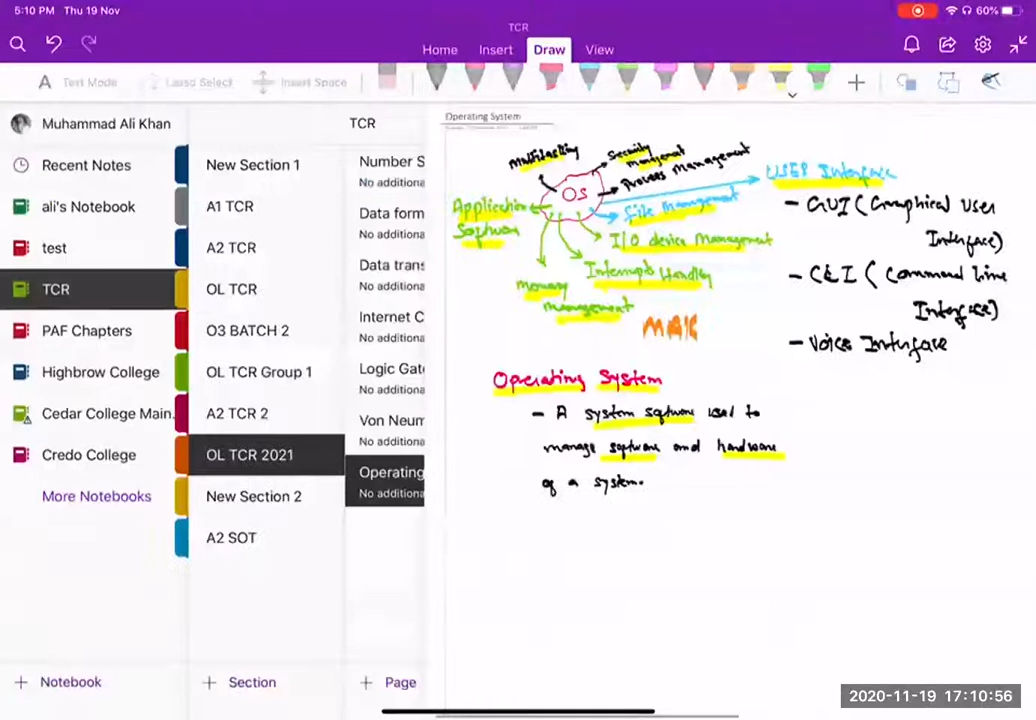 5:10 PM Thu 19 Nov
60%
TCR
Home Insert Draw View
A Text Mode Lasso Select Insert Space
Muhammad Ali Khan
Recent Notes
ali's Notebook
test
TCR
PAF Chapters
Highbrow College
Cedar College Main.
Credo College
More Notebooks
+ Notebook
New Section 1
A1 TCR
A2 TCR
OL TCR
O3 BATCH 2
OL TCR Group 1
A2 TCR 2
OL TCR 2021
New Section 2
A2 SOT
+ Section
TCR
Number S
No additiona
Data form
No additiona
Data trans
No additiona
Internet C
No additiona
Logic Gat
No additiona
Von Neum
No additiona
Operating
No additiona
+ Page
Operating System
Multitasking
Security
Management
Process Management
OS
USER Interface
Application
Software
File Management
I/O device Management
Interrupts Handley
Memory
management
- GUI (Graphical User
Interface)
- CLI (Command Line
Interface)
- Voice Interface
Operating System
- A system software used to
manage software and hardware
of a system.
2020-11-19 17:10:56